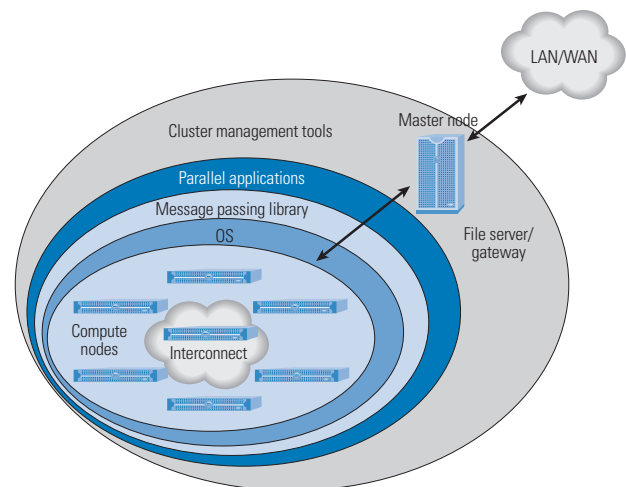 LAN/WAN
Cluster management tools
Master node
Parallel applications
Message passing library
OS
File server/
gateway
Compute
nodes
Interconnect